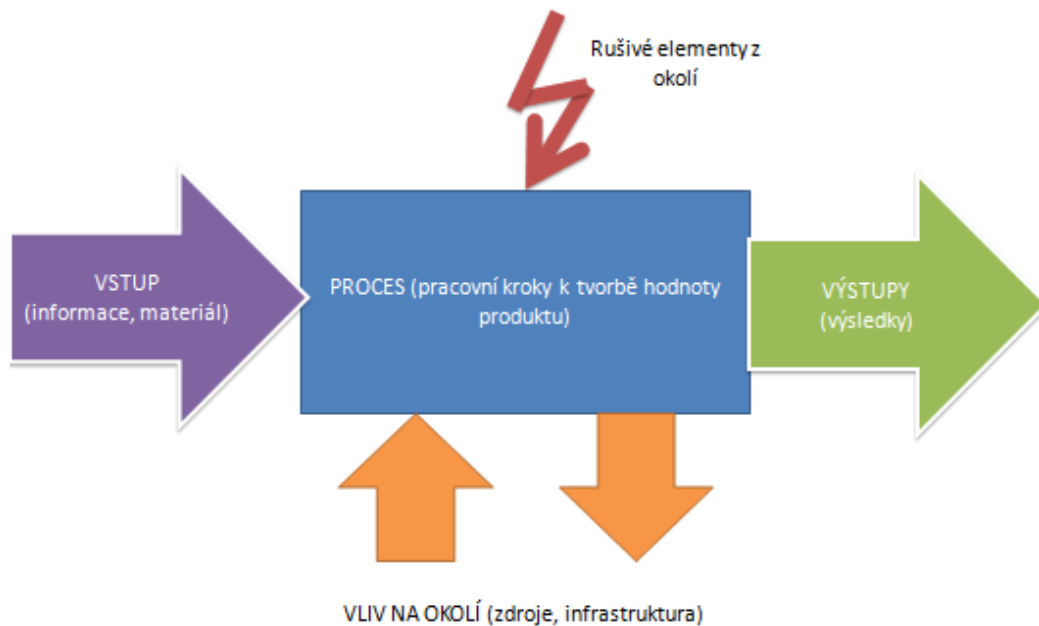 Rušivé elementy z
okolí
VSTUP
(informace, materiál)
PROCES (pracovní kroky k tvorbě hodnoty
produktu)
VÝSTUPY
(výsledky)
VLIV NA OKOLÍ (zdroje, infrastruktura)